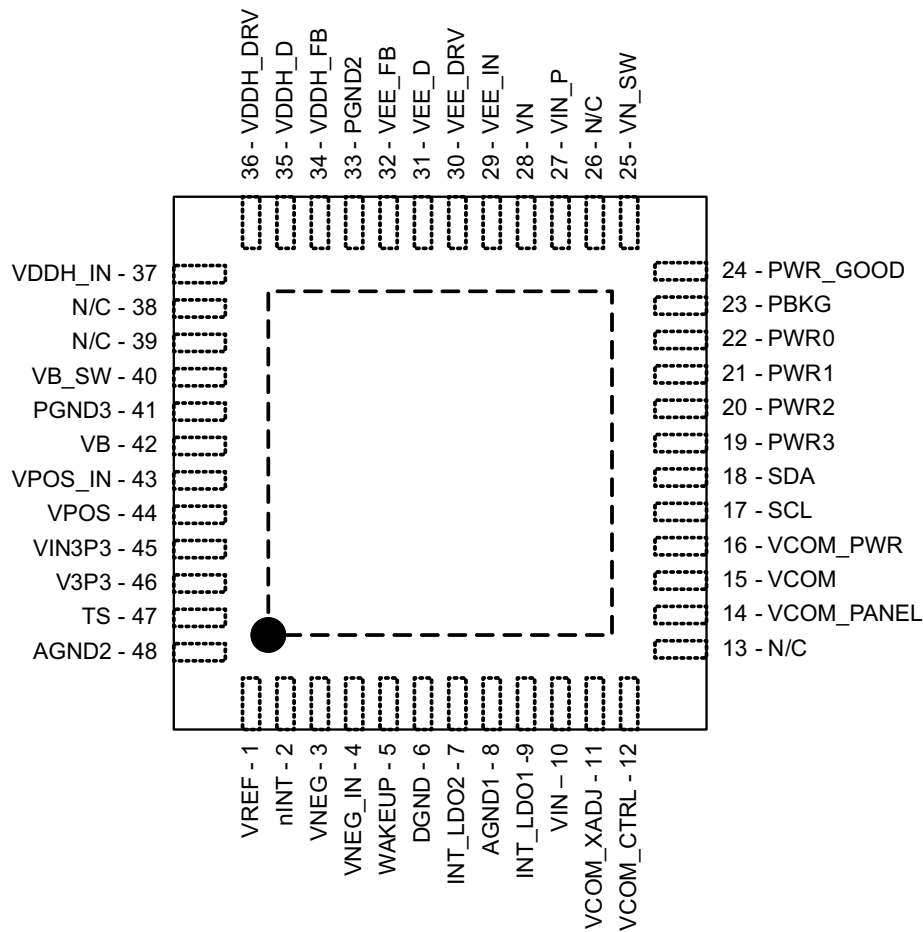 36 - VDDH_DRV
35 - VDDH_D
34 - VDDH_FB
33 - PGND2
32 - VEE_FB
31 - VEE_D
30 - VEE_DRV
29 - VEE_IN
28 - VN
27 - VIN_P
26 - N/C
25 - VN_SW
VDDH_IN - 37
N/C - 38
N/C - 39
VB_SW - 40
PGND3 - 41
VB - 42
VPOS_IN - 43
VPOS - 44
VIN3P3 - 45
V3P3 - 46
TS - 47
AGND2 - 48
24 - PWR_GOOD
23 - PBKG
22 - PWR0
21 - PWR1
20 - PWR2
19 - PWR3
18 - SDA
17 - SCL
16 - VCOM_PWR
15 - VCOM
14 - VCOM_PANEL
13 - N/C
VREF - 1
nINT - 2
VNEG - 3
VNEG_IN - 4
WAKEUP - 5
DGND - 6
INT_LDO2 - 7
AGND1 - 8
INT_LDO1 -9
VIN – 10
VCOM_XADJ - 11
VCOM_CTRL - 12